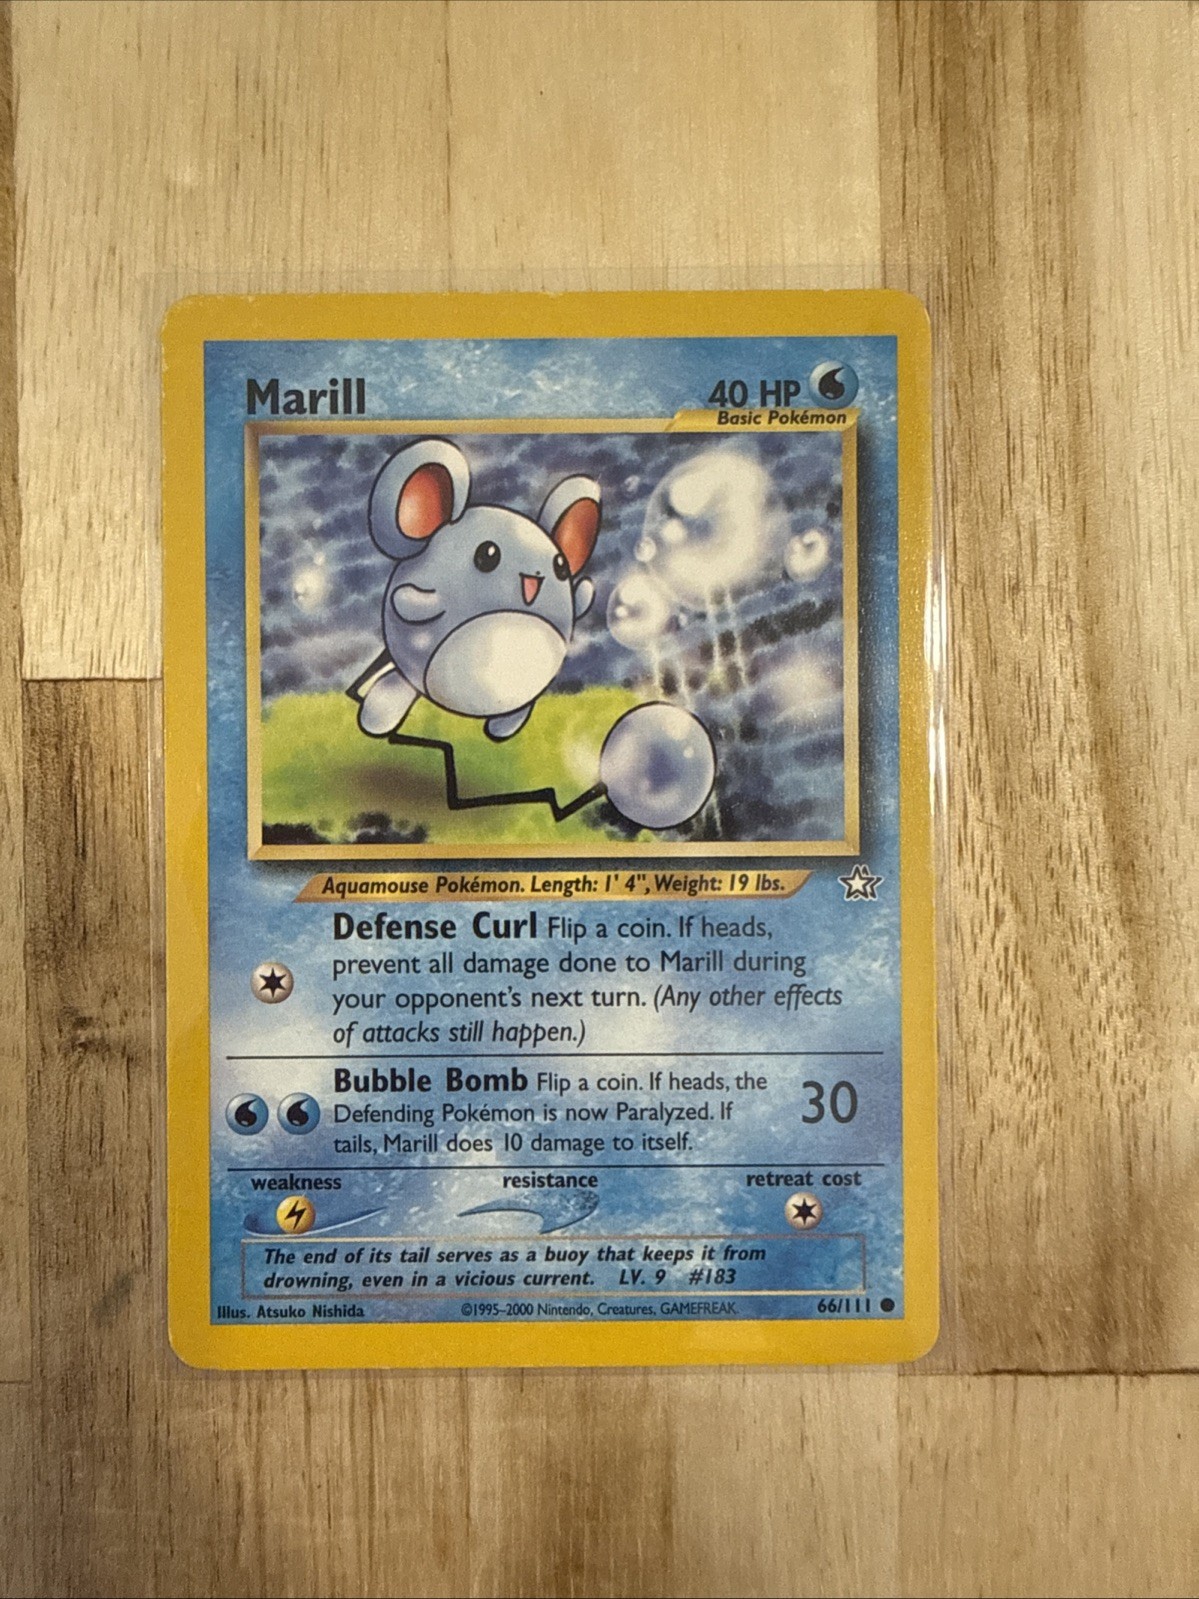 Marill
40 HP
Basic Pokémon
Aquamouse Pokémon. Length: 1' 4", Weight: 19 lbs.
Defense Curl Flip a coin. If heads,
prevent all damage done to Marill during
your opponent's next turn. (Any other effects
of attacks still happen.)
Bubble Bomb Flip a coin. If heads, the
Defending Pokémon is now Paralyzed. If
tails, Marill does 10 damage to itself.
30
weakness
resistance
retreat cost
The end of its tail serves as a buoy that keeps it from
drowning, even in a vicious current. LV. 9 #183
Illus. Atsuko Nishida
©1995–2000 Nintendo, Creatures, GAMEFREAK.
66/111